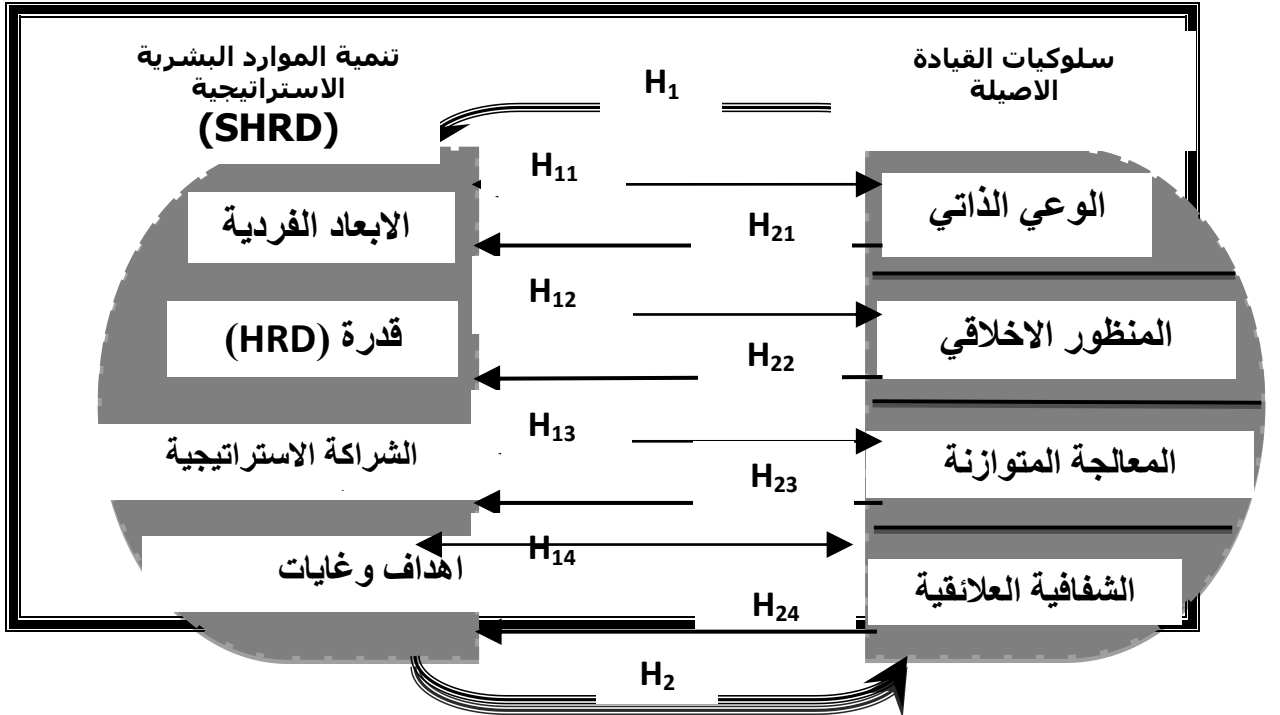 سلوكيات القيادة
الاصيلة
تنمية الموارد البشرية
الاستراتيجية
(SHRD)
H1
H11
الوعي الذاتي
الابعاد الفردية
H21
H12
المنظور الاخلاقي
قدرة (HRD)
H22
H13
المعالجة المتوازنة
الشراكة الاستراتيجية
H23
H14
اهداف وغايات
الشفافية العلائقية
H24
H2